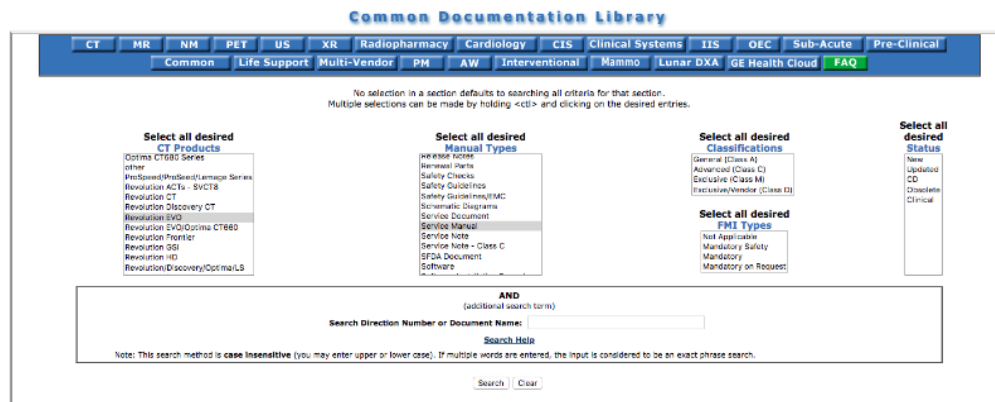 Common Documentation Library
CT MR NM PET US XR Radiopharmacy Cardiology CIS Clinical Systems IIS OEC Sub-Acute Pre-Clinical
Common Life Support Multi-Vendor PM AW Interventional Mammo Lunar DXA GE Health Cloud FAQ
No selection in a section defaults to searching all criteria for that section.
Multiple selections can be made by holding <ctl> and clicking on the desired entries.
Select all desired
CT Products
Optima CT680 Series
other
ProSpeed/ProSeed/Lemage Series
Revolution ACTs - SVCT8
Revolution CT
Revolution Discovery CT
Revolution EVO
Revolution EVO/Optima CT660
Revolution Frontier
Revolution GSI
Revolution HD
Revolution/Discovery/Optima/LS
Select all desired
Manual Types
Release Notes
Renewal Parts
Safety Checks
Safety Guidelines
Safety Guidelines/EMC
Schematic Diagrams
Service Document
Service Manual
Service Note
Service Note - Class C
SFDA Document
Software
Select all desired
Classifications
General (Class A)
Advanced (Class C)
Exclusive (Class M)
Exclusive/Vendor (Class D)
Select all desired
FMI Types
Not Applicable
Mandatory Safety
Mandatory
Mandatory on Request
Select all
desired
Status
New
Updated
CD
Obsolete
Clinical
AND
(additional search term)
Search Direction Number or Document Name:
Search Help
Note: This search method is case insensitive (you may enter upper or lower case). If multiple words are entered, the input is considered to be an exact phrase search.
Search Clear